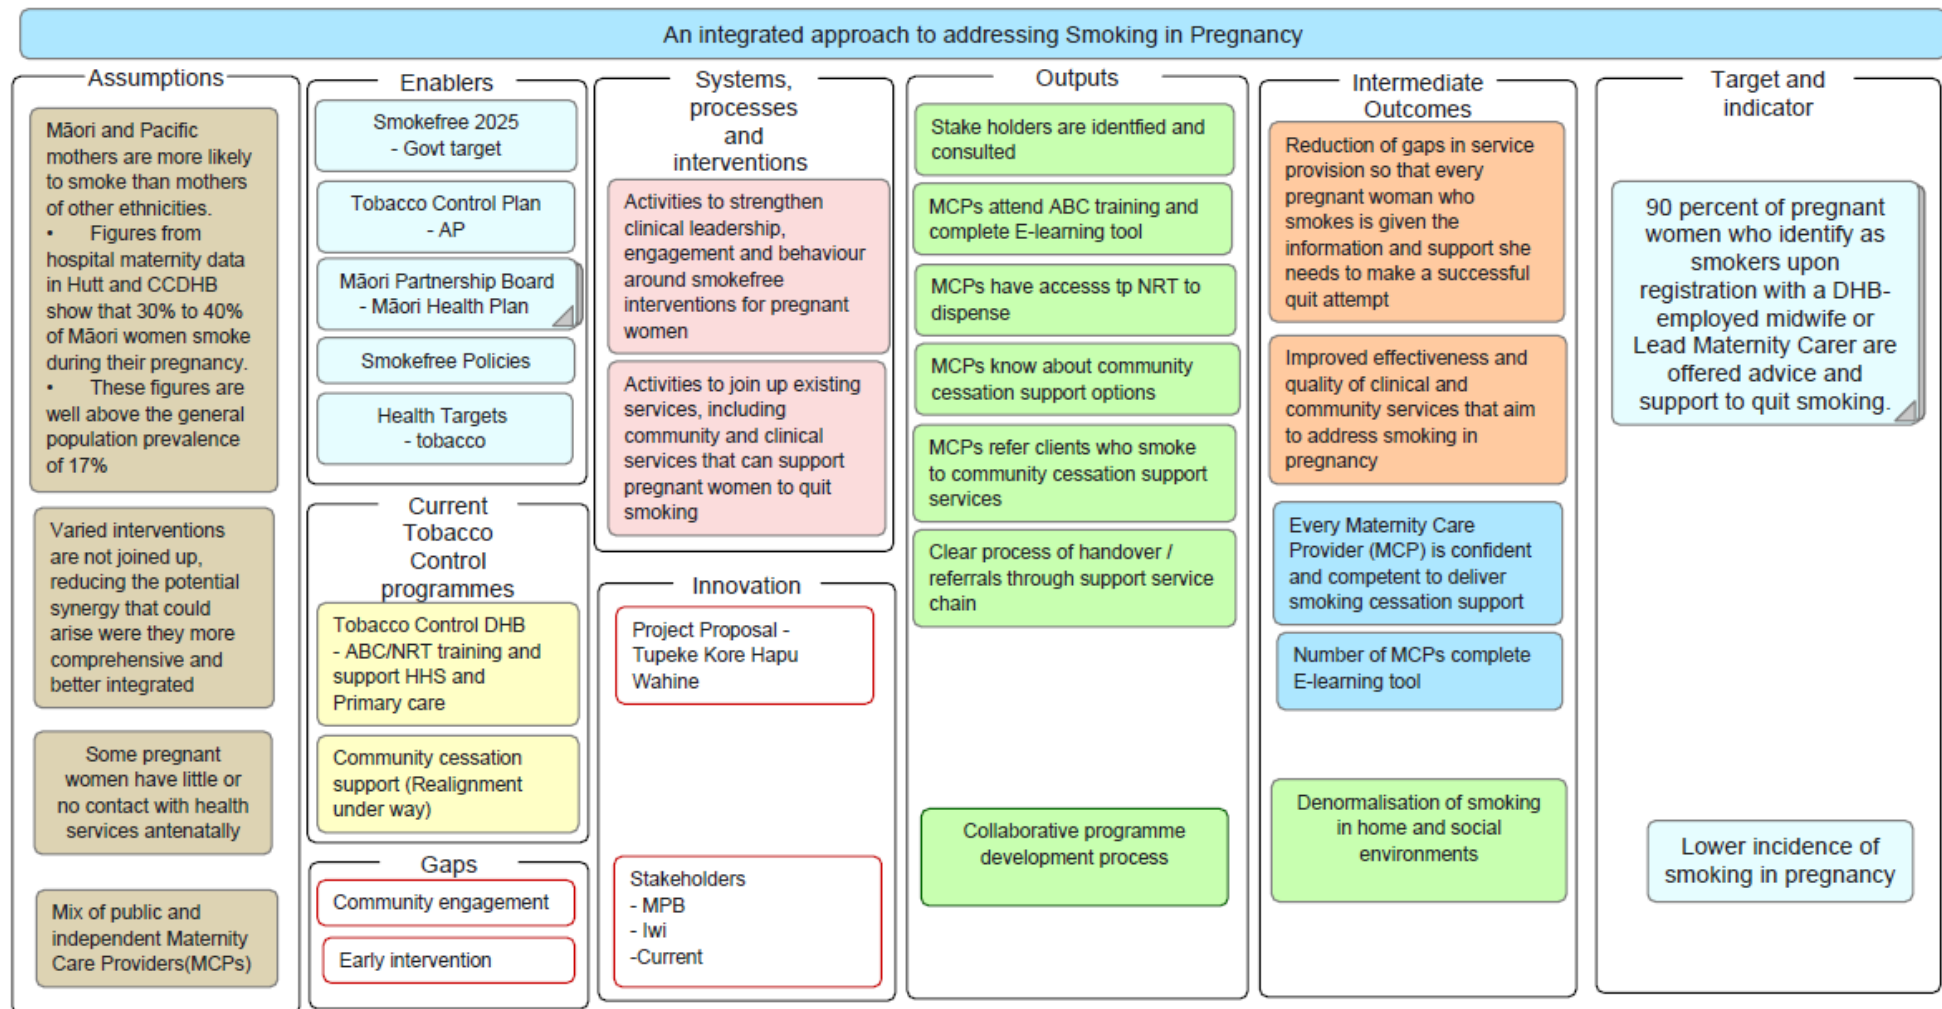 An integrated approach to addressing Smoking in Pregnancy
Assumptions
Māori and Pacific
mothers are more likely
to smoke than mothers
of other ethnicities.
• Figures from
hospital maternity data
in Hutt and CCDHB
show that 30% to 40%
of Māori women smoke
during their pregnancy.
• These figures are
well above the general
population prevalence
of 17%
Varied interventions
are not joined up,
reducing the potential
synergy that could
arise were they more
comprehensive and
better integrated
Some pregnant
women have little or
no contact with health
services antenatally
Mix of public and
independent Maternity
Care Providers(MCPs)
Enablers
Smokefree 2025
- Govt target
Tobacco Control Plan
- AP
Māori Partnership Board
- Māori Health Plan
Smokefree Policies
Health Targets
- tobacco
Current
Tobacco
Control
programmes
Tobacco Control DHB
- ABC/NRT training and
support HHS and
Primary care
Community cessation
support (Realignment
under way)
Gaps
Community engagement
Early intervention
Systems,
processes
and
interventions
Activities to strengthen
clinical leadership,
engagement and behaviour
around smokefree
interventions for pregnant
women
Activities to join up existing
services, including
community and clinical
services that can support
pregnant women to quit
smoking
Innovation
Project Proposal -
Tupeke Kore Hapu
Wahine
Stakeholders
- MPB
- Iwi
-Current
Outputs
Stake holders are identfied and
consulted
MCPs attend ABC training and
complete E-learning tool
MCPs have accesss tp NRT to
dispense
MCPs know about community
cessation support options
MCPs refer clients who smoke
to community cessation support
services
Clear process of handover /
referrals through support service
chain
Collaborative programme
development process
Intermediate
Outcomes
Reduction of gaps in service
provision so that every
pregnant woman who
smokes is given the
information and support she
needs to make a successful
quit attempt
Improved effectiveness and
quality of clinical and
community services that aim
to address smoking in
pregnancy
Every Maternity Care
Provider (MCP) is confident
and competent to deliver
smoking cessation support
Number of MCPs complete
E-learning tool
Denormalisation of smoking
in home and social
environments
Target and
indicator
90 percent of pregnant
women who identify as
smokers upon
registration with a DHB-
employed midwife or
Lead Maternity Carer are
offered advice and
support to quit smoking.
Lower incidence of
smoking in pregnancy